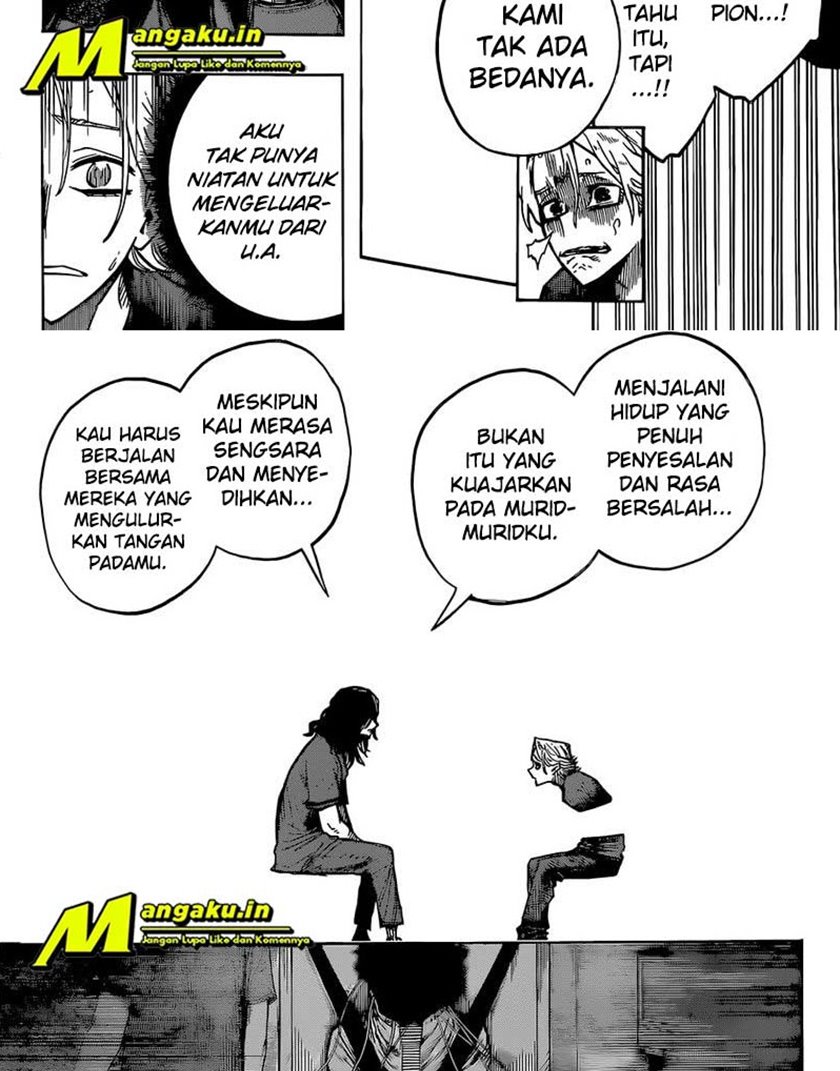 PION...!
TAHU
ITU,
TAPI
...!!
KAMI
TAK ADA
BEDANYA.
Mangaku.in
Jangan Lupa Like dan Komennya
AKU
TAK PUNYA
NIATAN UNTUK
MENGELUAR-
KANMU DARI
U.A.
MENJALANI
HIDUP YANG
PENUH
PENYESALAN
DAN RASA
BERSALAH...
BUKAN
ITU YANG
KUAJARKAN
PADA MURID-
MURIDKU.
MESKIPUN
KAU MERASA
SENGSARA
DAN MENYE-
DIHKAN...
KAU HARUS
BERJALAN
BERSAMA
MEREKA YANG
MENGULUR-
KAN TANGAN
PADAMU.
Mangaku.in
Jangan Lupa Like dan Komennya